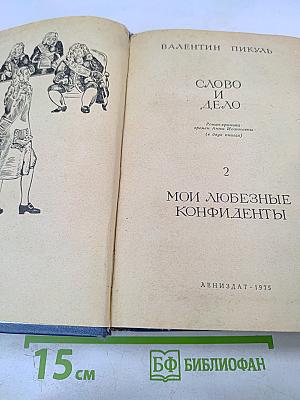 ВАЛЕНТИН ПИКУЛЬ
СЛОВО
И
ДЕЛО
Роман-хроника
времен Анны Иоанновны
(в двух книгах)
2
МОИ ЛЮБЕЗНЫЕ
КОНФИДЕНТЫ
ЛЕНИЗДАТ · 1975
15 см
БФ БИБЛИОФАН